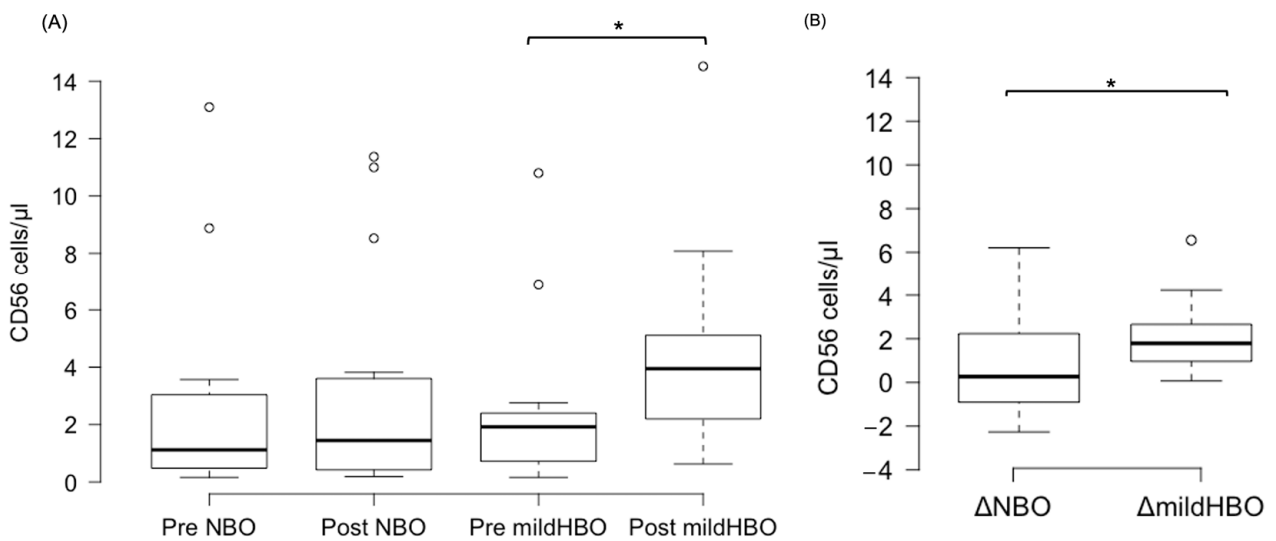 (A)
*
14
12
10
8
6
4
2
0
CD56 cells/µl
Pre NBO
Post NBO
Pre mildHBO
Post mildHBO
(B)
*
14
12
10
8
6
4
2
0
−2
−4
CD56 cells/µl
ΔNBO
ΔmildHBO